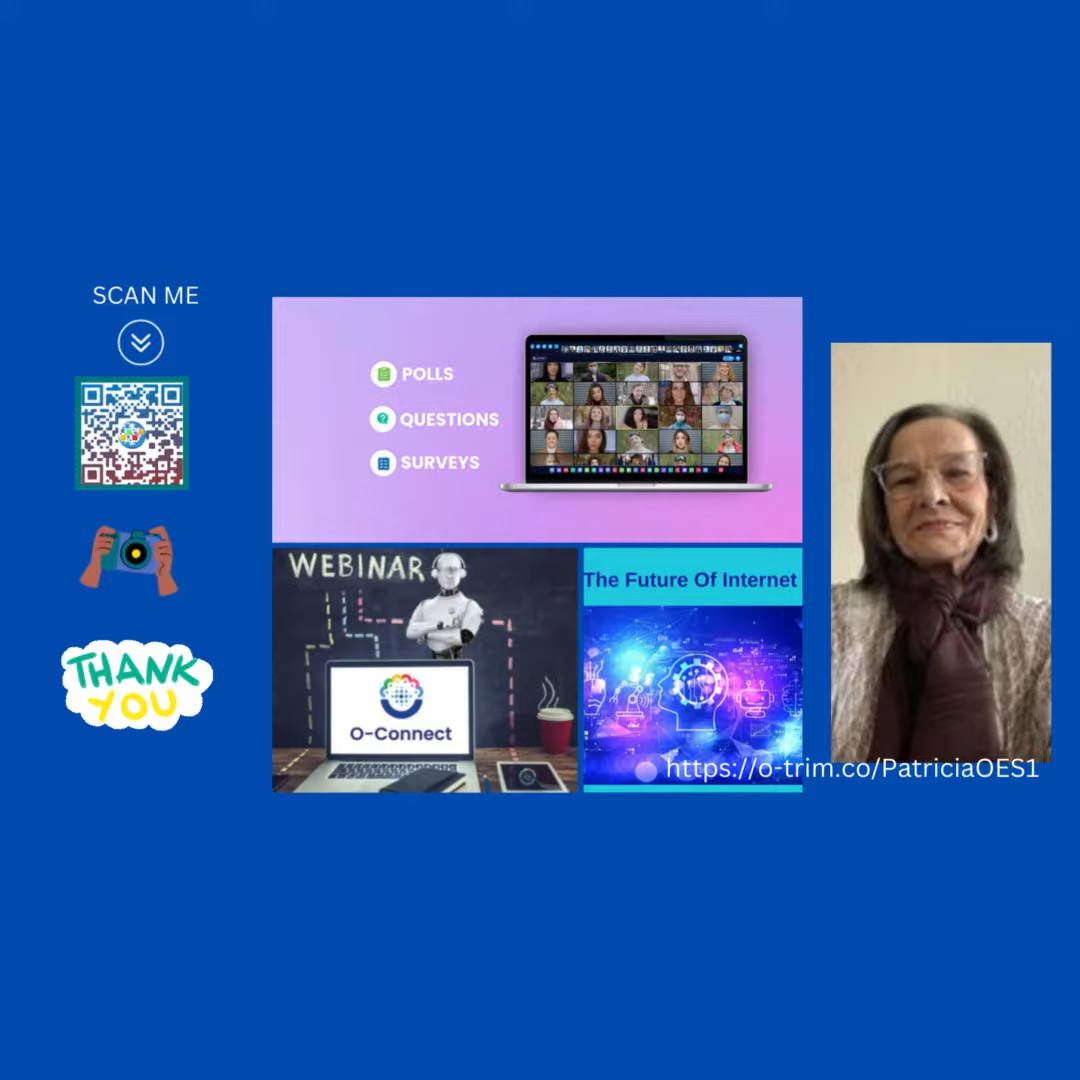 SCAN ME
POLLS
QUESTIONS
SURVEYS
WEBINAR
The Future Of Internet
O-Connect
THANK
YOU
https://o-trim.co/PatriciaOES1